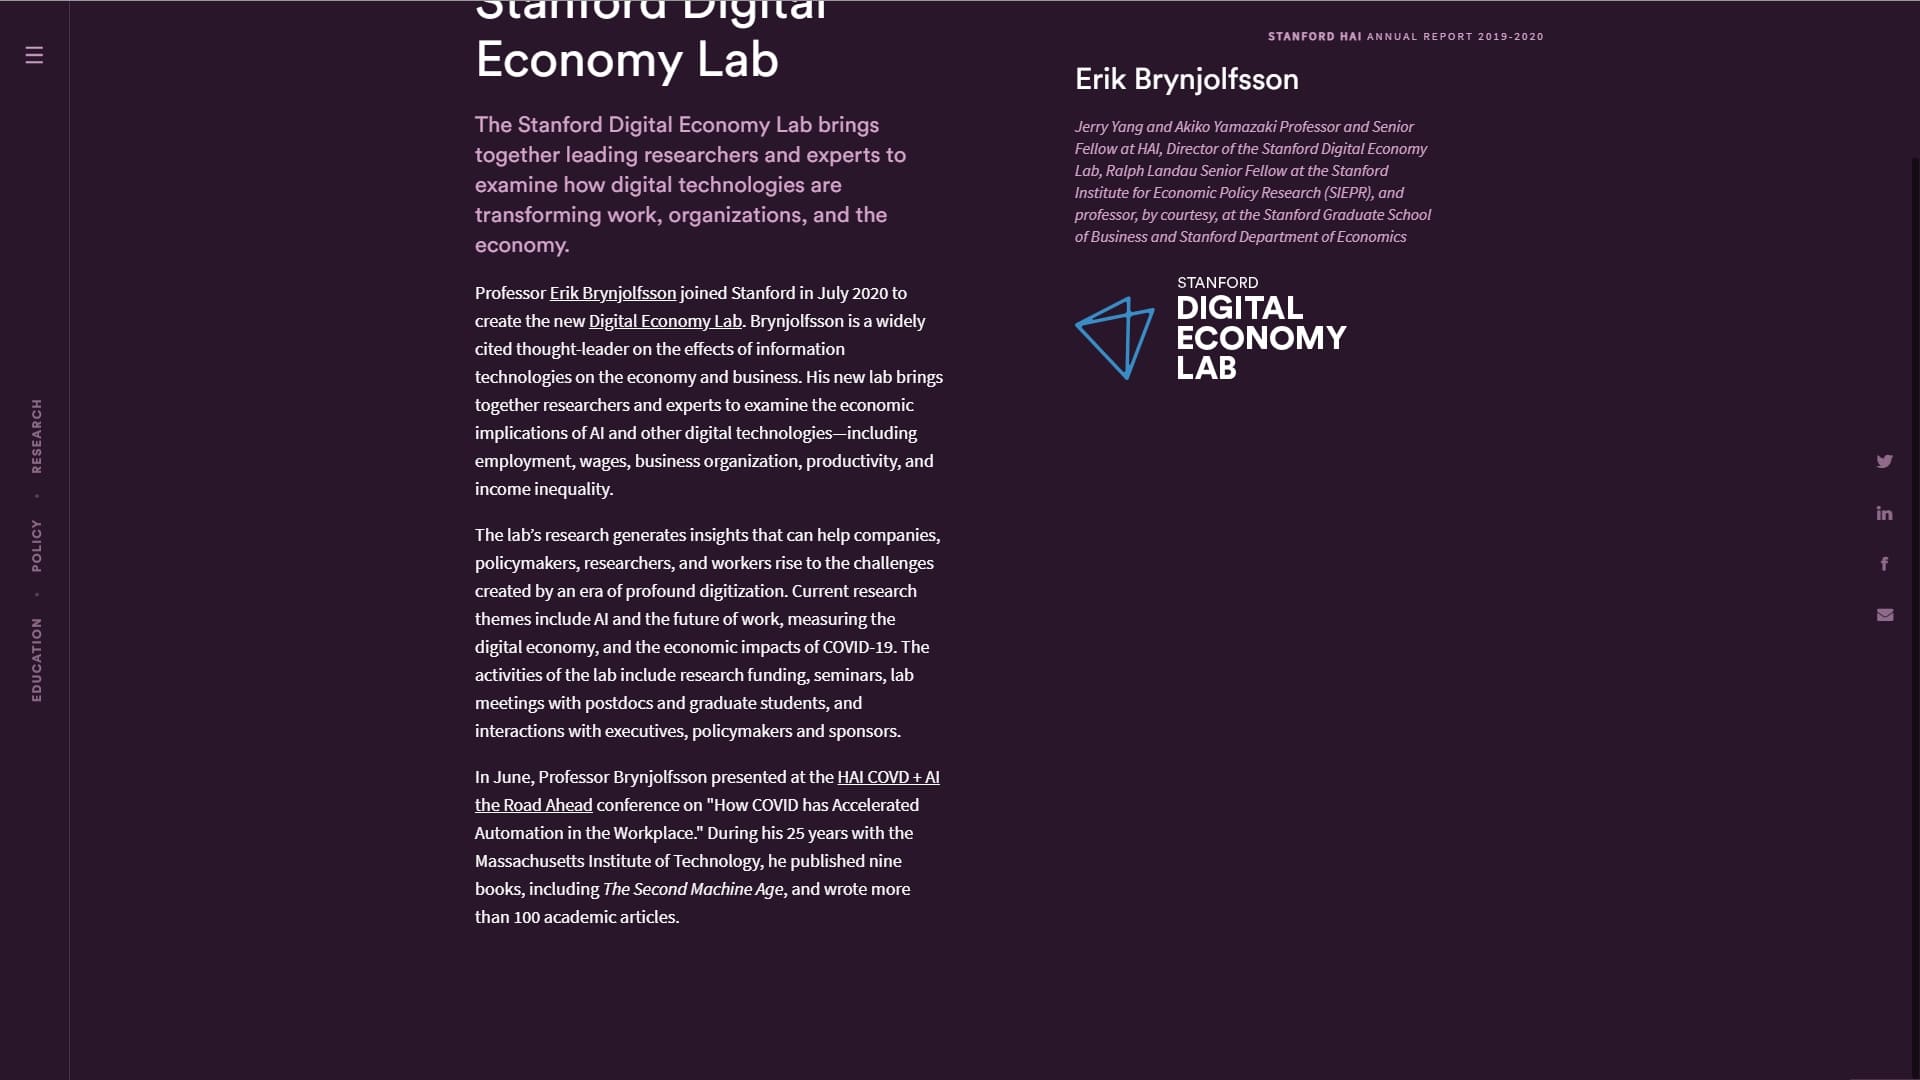 Stanford Digital
Economy Lab
The Stanford Digital Economy Lab brings
together leading researchers and experts to
examine how digital technologies are
transforming work, organizations, and the
economy.
Professor Erik Brynjolfsson joined Stanford in July 2020 to
create the new Digital Economy Lab. Brynjolfsson is a widely
cited thought-leader on the effects of information
technologies on the economy and business. His new lab brings
together researchers and experts to examine the economic
implications of AI and other digital technologies—including
employment, wages, business organization, productivity, and
income inequality.
The lab’s research generates insights that can help companies,
policymakers, researchers, and workers rise to the challenges
created by an era of profound digitization. Current research
themes include AI and the future of work, measuring the
digital economy, and the economic impacts of COVID-19. The
activities of the lab include research funding, seminars, lab
meetings with postdocs and graduate students, and
interactions with executives, policymakers and sponsors.
In June, Professor Brynjolfsson presented at the HAI COVD + AI
the Road Ahead conference on "How COVID has Accelerated
Automation in the Workplace." During his 25 years with the
Massachusetts Institute of Technology, he published nine
books, including The Second Machine Age, and wrote more
than 100 academic articles.
STANFORD HAI ANNUAL REPORT 2019-2020
Erik Brynjolfsson
Jerry Yang and Akiko Yamazaki Professor and Senior
Fellow at HAI, Director of the Stanford Digital Economy
Lab, Ralph Landau Senior Fellow at the Stanford
Institute for Economic Policy Research (SIEPR), and
professor, by courtesy, at the Stanford Graduate School
of Business and Stanford Department of Economics
STANFORD
DIGITAL
ECONOMY
LAB
EDUCATION • POLICY • RESEARCH